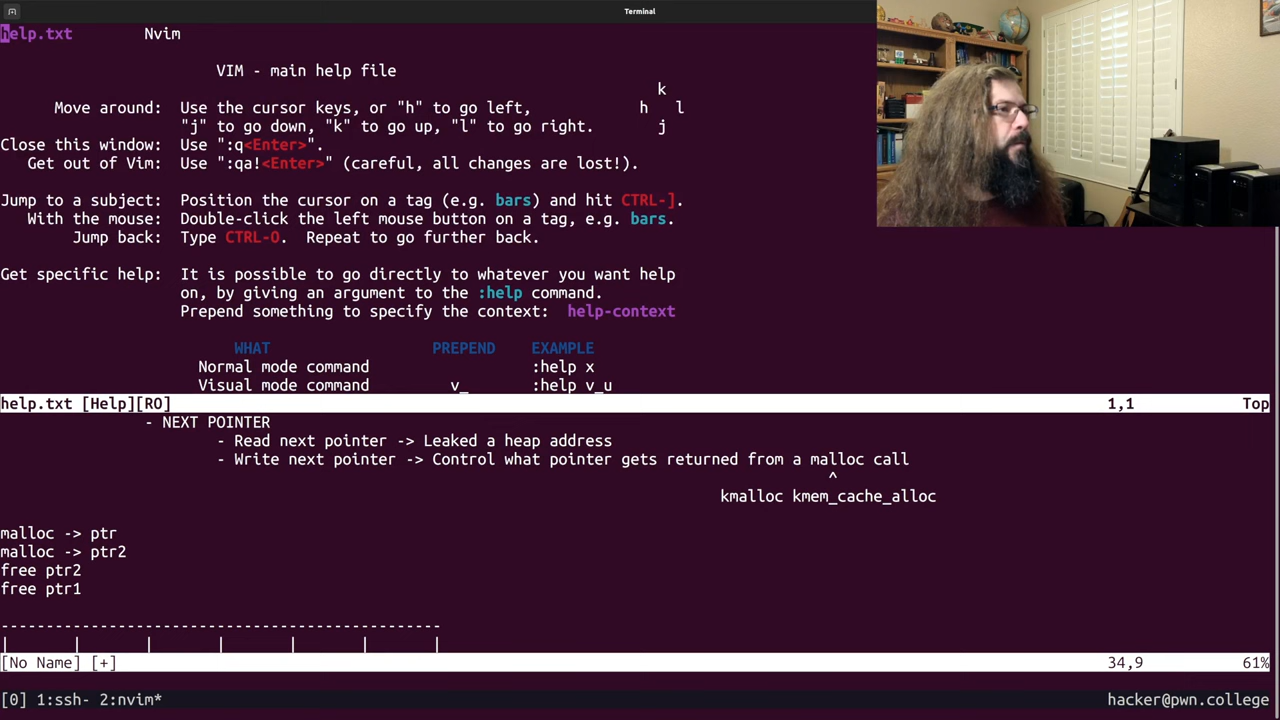 Terminal
help.txt Nvim
VIM - main help file
k
Move around: Use the cursor keys, or "h" to go left, h l
"j" to go down, "k" to go up, "l" to go right. j
Close this window: Use ":q<Enter>".
Get out of Vim: Use ":qa!<Enter>" (careful, all changes are lost!).
Jump to a subject: Position the cursor on a tag (e.g. bars) and hit CTRL-].
With the mouse: Double-click the left mouse button on a tag, e.g. bars.
Jump back: Type CTRL-O. Repeat to go further back.
Get specific help: It is possible to go directly to whatever you want help
on, by giving an argument to the :help command.
Prepend something to specify the context: help-context
WHAT PREPEND EXAMPLE
Normal mode command :help x
Visual mode command v_ :help v_u
help.txt [Help][RO] 1,1 Top
- NEXT POINTER
- Read next pointer -> Leaked a heap address
- Write next pointer -> Control what pointer gets returned from a malloc call
^
kmalloc kmem_cache_alloc
malloc -> ptr
malloc -> ptr2
free ptr2
free ptr1
-------------------------------------------------
| | | | | | |
[No Name] [+] 34,9 61%
[0] 1:ssh- 2:nvim* hacker@pwn.college